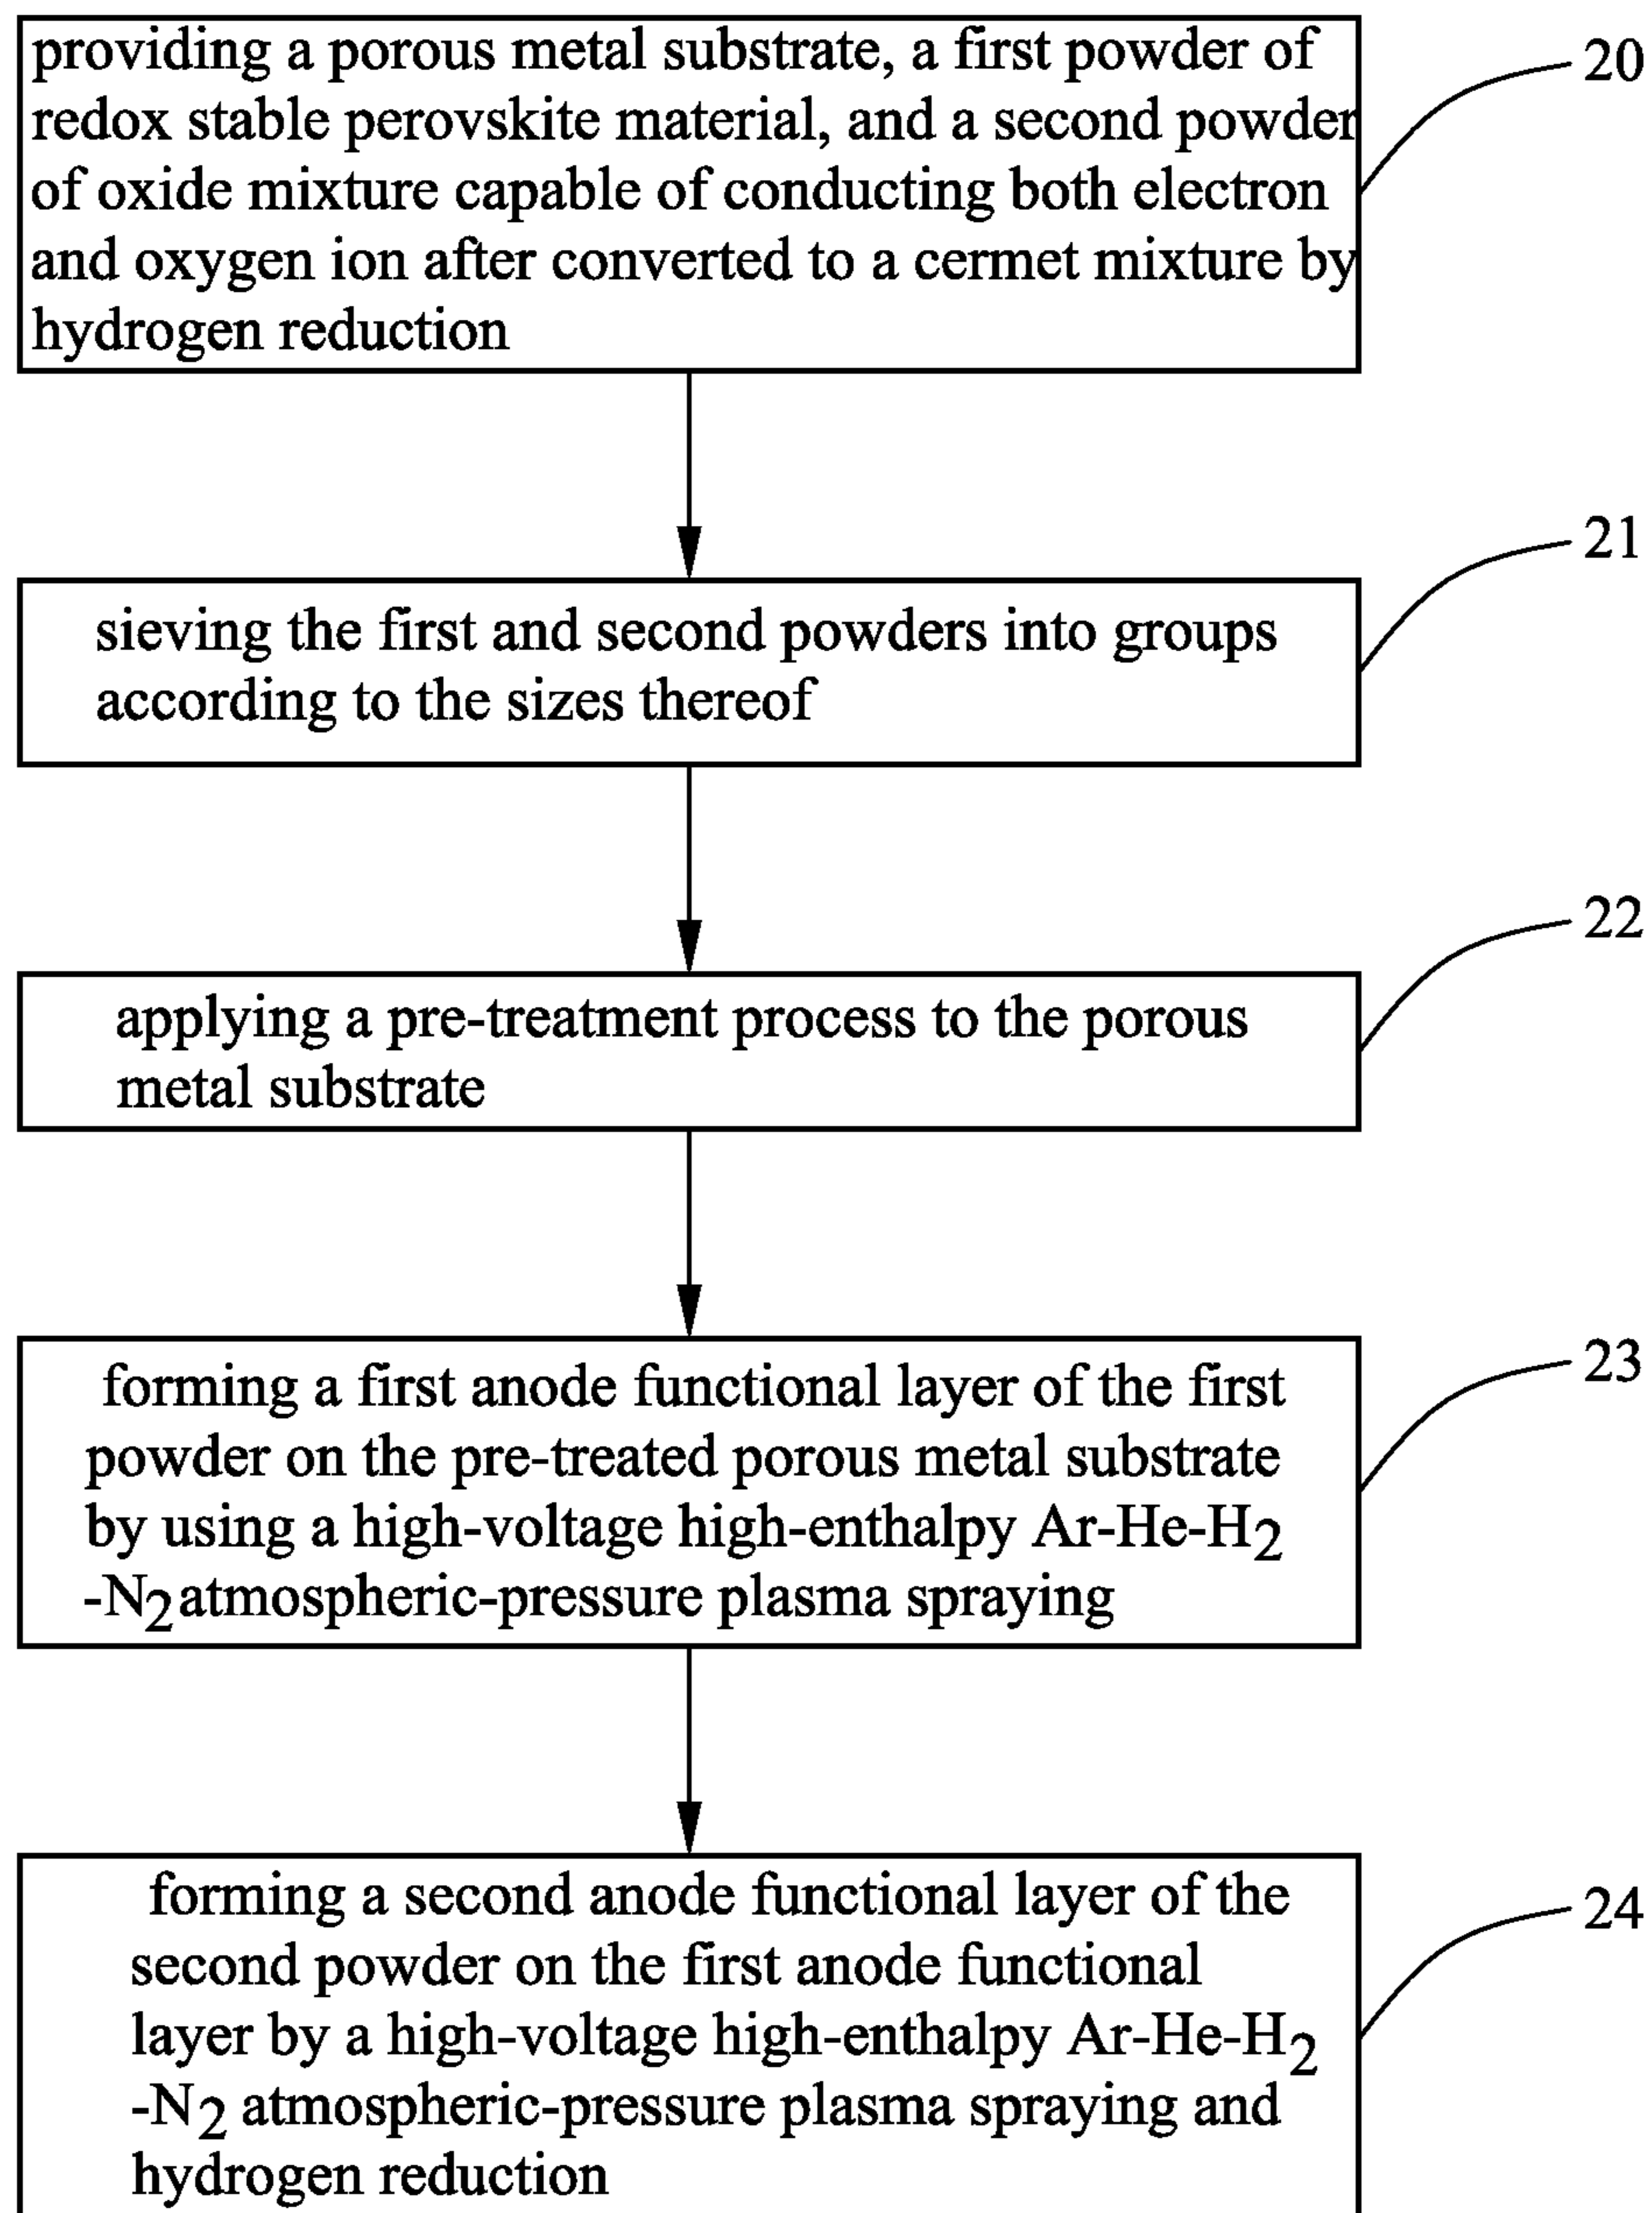 providing a porous metal substrate, a first powder of
redox stable perovskite material, and a second powder
of oxide mixture capable of conducting both electron
and oxygen ion after converted to a cermet mixture by
hydrogen reduction
20
sieving the first and second powders into groups
according to the sizes thereof
21
applying a pre-treatment process to the porous
metal substrate
22
forming a first anode functional layer of the first
powder on the pre-treated porous metal substrate
by using a high-voltage high-enthalpy Ar-He-H2
-N2 atmospheric-pressure plasma spraying
23
forming a second anode functional layer of the
second powder on the first anode functional
layer by a high-voltage high-enthalpy Ar-He-H2
-N2 atmospheric-pressure plasma spraying and
hydrogen reduction
24